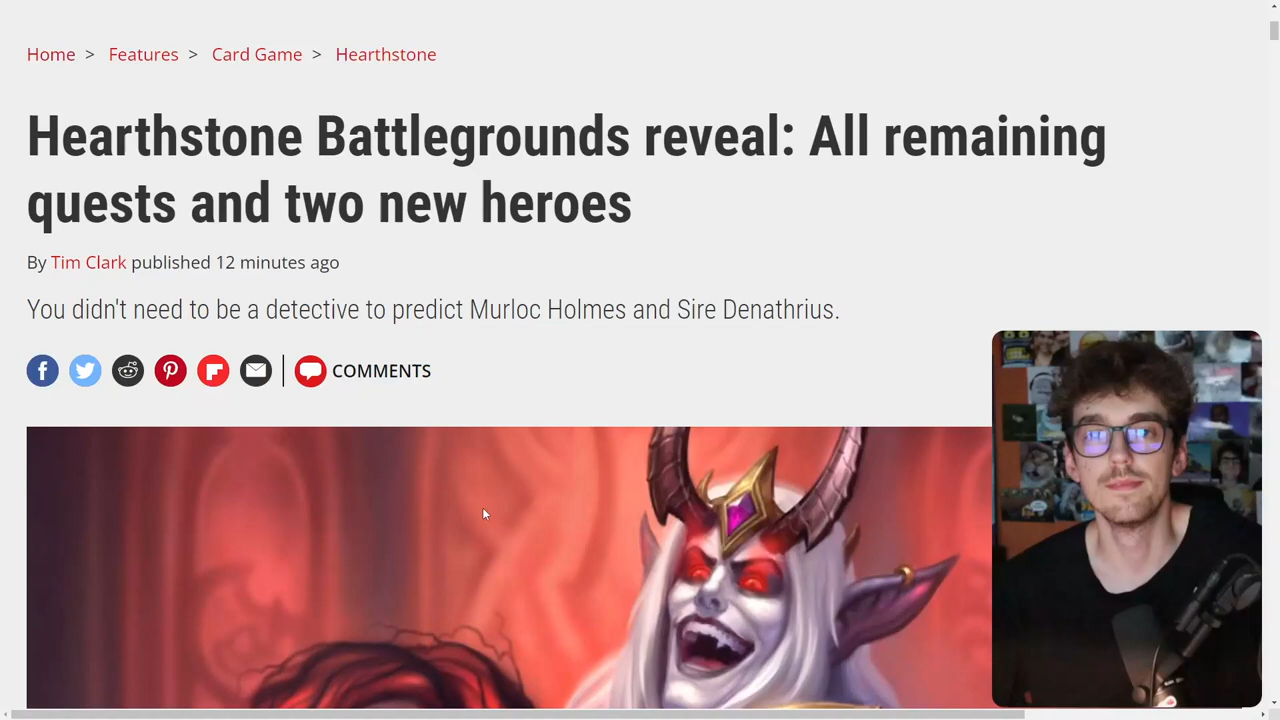 Home > Features > Card Game > Hearthstone
Hearthstone Battlegrounds reveal: All remaining
quests and two new heroes
By Tim Clark published 12 minutes ago
You didn't need to be a detective to predict Murloc Holmes and Sire Denathrius.
COMMENTS